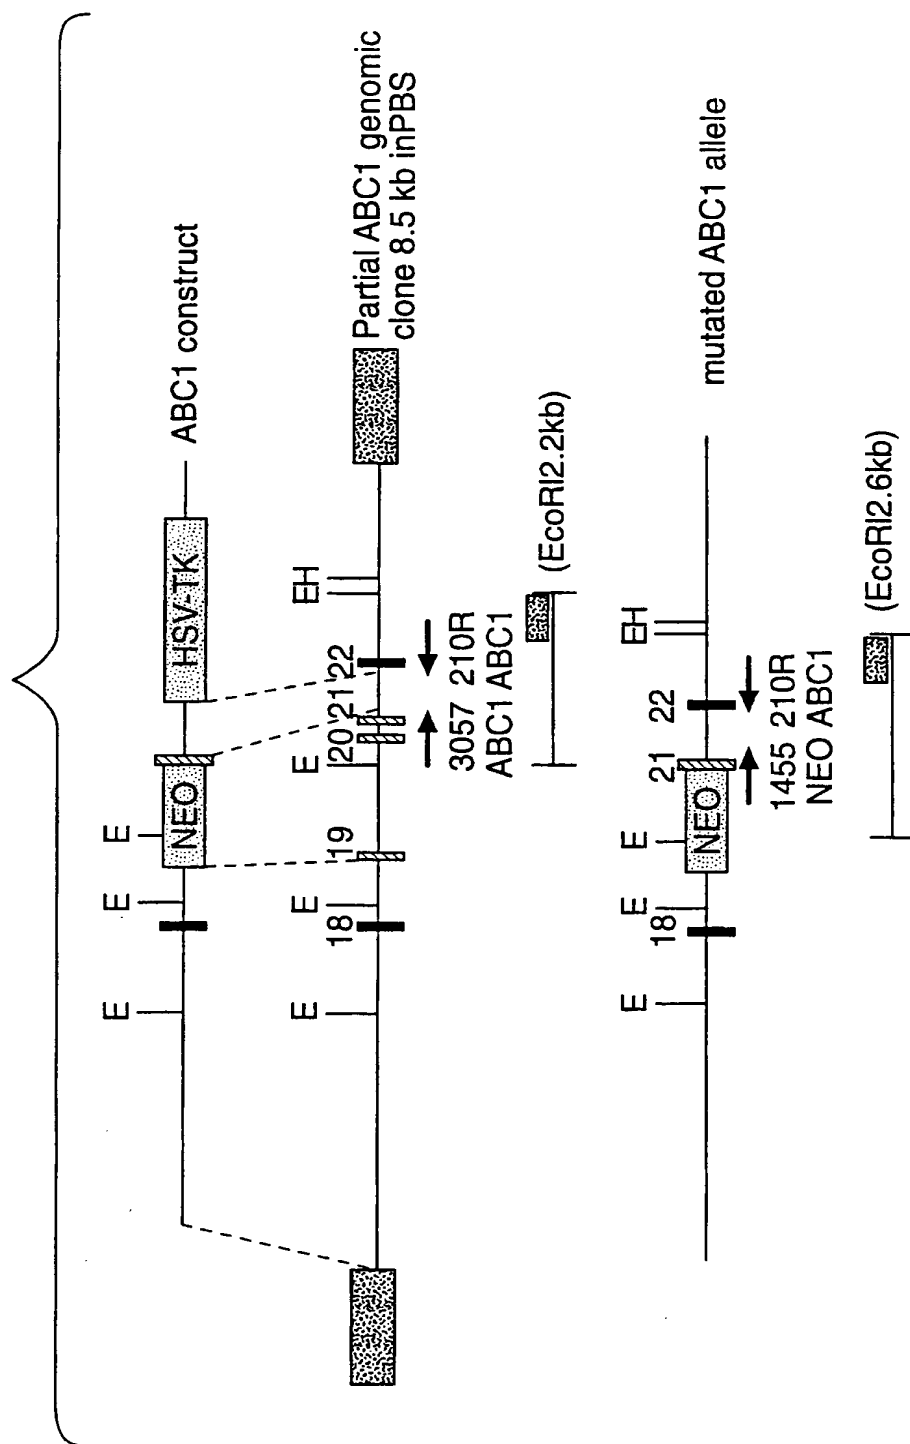 E E E
NEO HSV-TK ABC1 construct
E E E EH
18 19 20 21 22
Partial ABC1 genomic
clone 8.5 kb inPBS
3057 210R
ABC1 ABC1
(EcoRI2.2kb)
E E E EH
18 21 22
NEO mutated ABC1 allele
1455 210R
NEO ABC1
(EcoRI2.6kb)